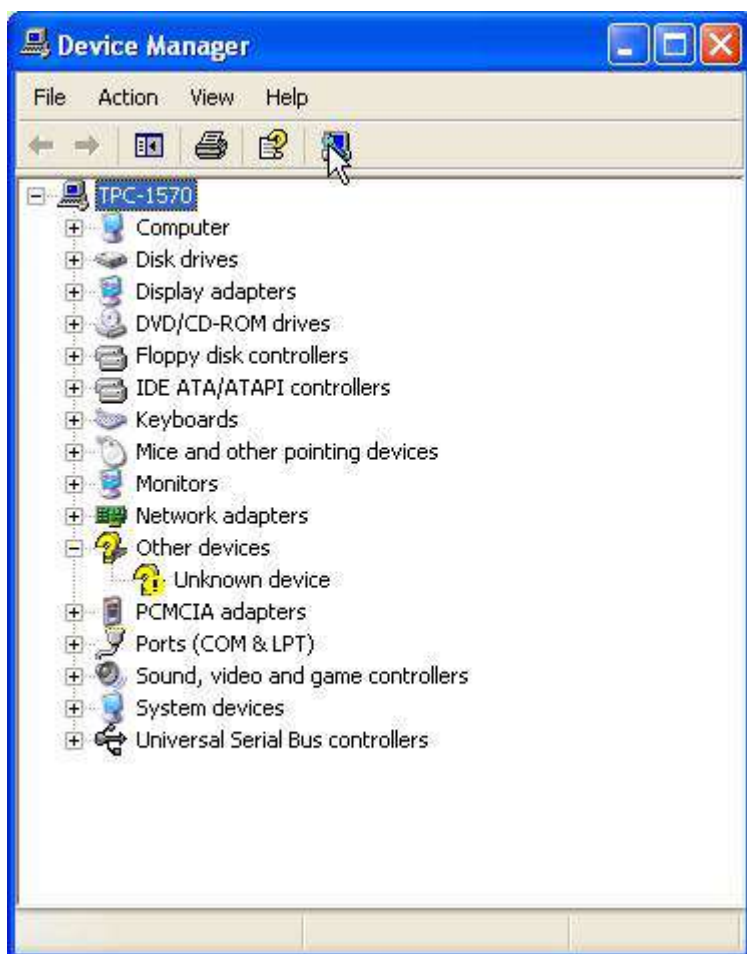 Device Manager
File Action View Help
TPC-1570
Computer
Disk drives
Display adapters
DVD/CD-ROM drives
Floppy disk controllers
IDE ATA/ATAPI controllers
Keyboards
Mice and other pointing devices
Monitors
Network adapters
Other devices
Unknown device
PCMCIA adapters
Ports (COM & LPT)
Sound, video and game controllers
System devices
Universal Serial Bus controllers